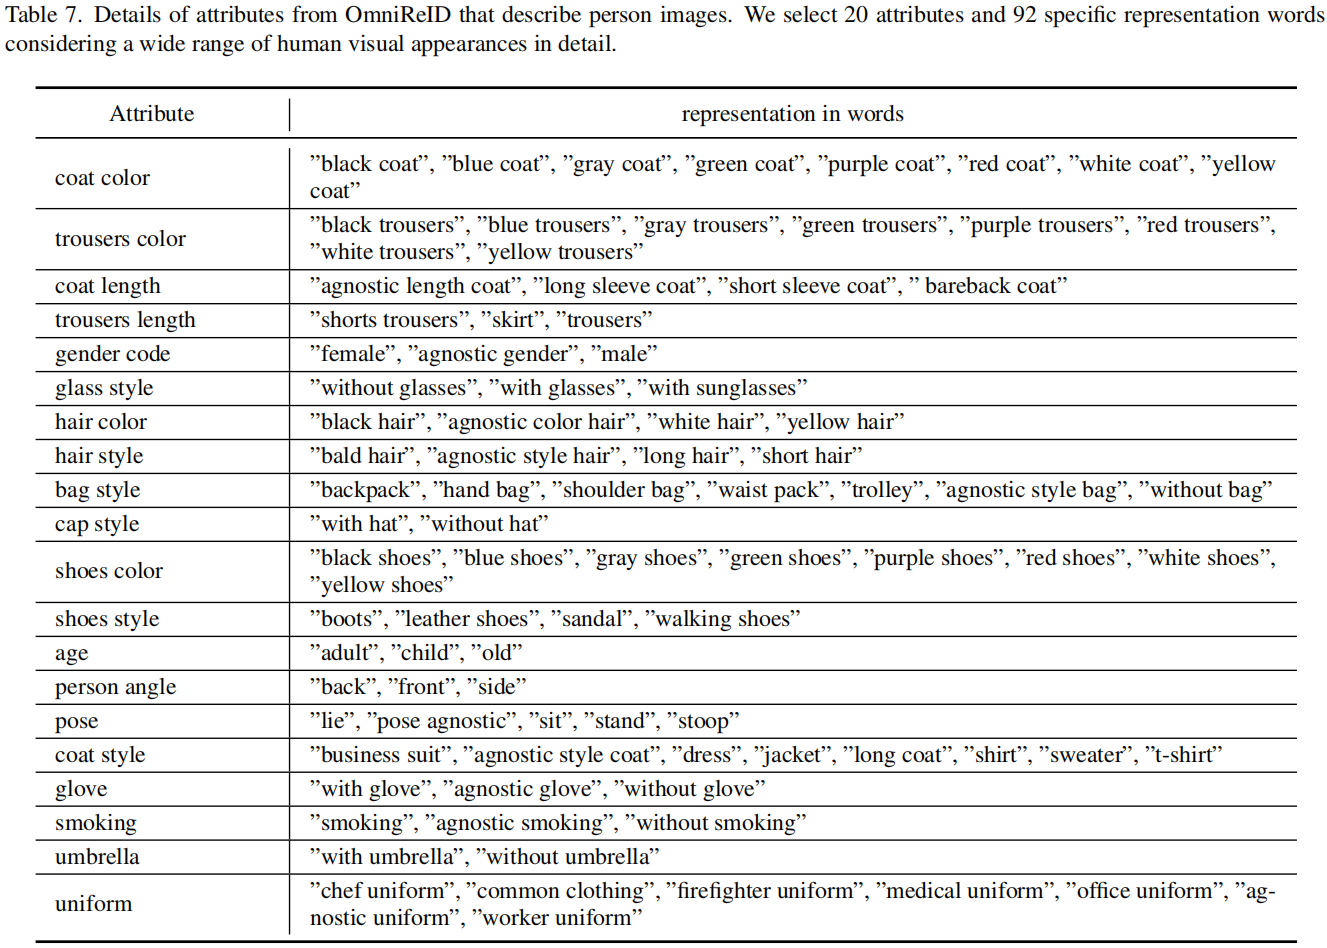 Table 7. Details of attributes from OmniReID that describe person images. We select 20 attributes and 92 specific representation words
considering a wide range of human visual appearances in detail.
Attribute representation in words
coat color ”black coat”, ”blue coat”, ”gray coat”, ”green coat”, ”purple coat”, ”red coat”, ”white coat”, ”yellow
coat”
trousers color ”black trousers”, ”blue trousers”, ”gray trousers”, ”green trousers”, ”purple trousers”, ”red trousers”,
”white trousers”, ”yellow trousers”
coat length ”agnostic length coat”, ”long sleeve coat”, ”short sleeve coat”, ” bareback coat”
trousers length ”shorts trousers”, ”skirt”, ”trousers”
gender code ”female”, ”agnostic gender”, ”male”
glass style ”without glasses”, ”with glasses”, ”with sunglasses”
hair color ”black hair”, ”agnostic color hair”, ”white hair”, ”yellow hair”
hair style ”bald hair”, ”agnostic style hair”, ”long hair”, ”short hair”
bag style ”backpack”, ”hand bag”, ”shoulder bag”, ”waist pack”, ”trolley”, ”agnostic style bag”, ”without bag”
cap style ”with hat”, ”without hat”
shoes color ”black shoes”, ”blue shoes”, ”gray shoes”, ”green shoes”, ”purple shoes”, ”red shoes”, ”white shoes”,
”yellow shoes”
shoes style ”boots”, ”leather shoes”, ”sandal”, ”walking shoes”
age ”adult”, ”child”, ”old”
person angle ”back”, ”front”, ”side”
pose ”lie”, ”pose agnostic”, ”sit”, ”stand”, ”stoop”
coat style ”business suit”, ”agnostic style coat”, ”dress”, ”jacket”, ”long coat”, ”shirt”, ”sweater”, ”t-shirt”
glove ”with glove”, ”agnostic glove”, ”without glove”
smoking ”smoking”, ”agnostic smoking”, ”without smoking”
umbrella ”with umbrella”, ”without umbrella”
uniform ”chef uniform”, ”common clothing”, ”firefighter uniform”, ”medical uniform”, ”office uniform”, ”ag-
nostic uniform”, ”worker uniform”